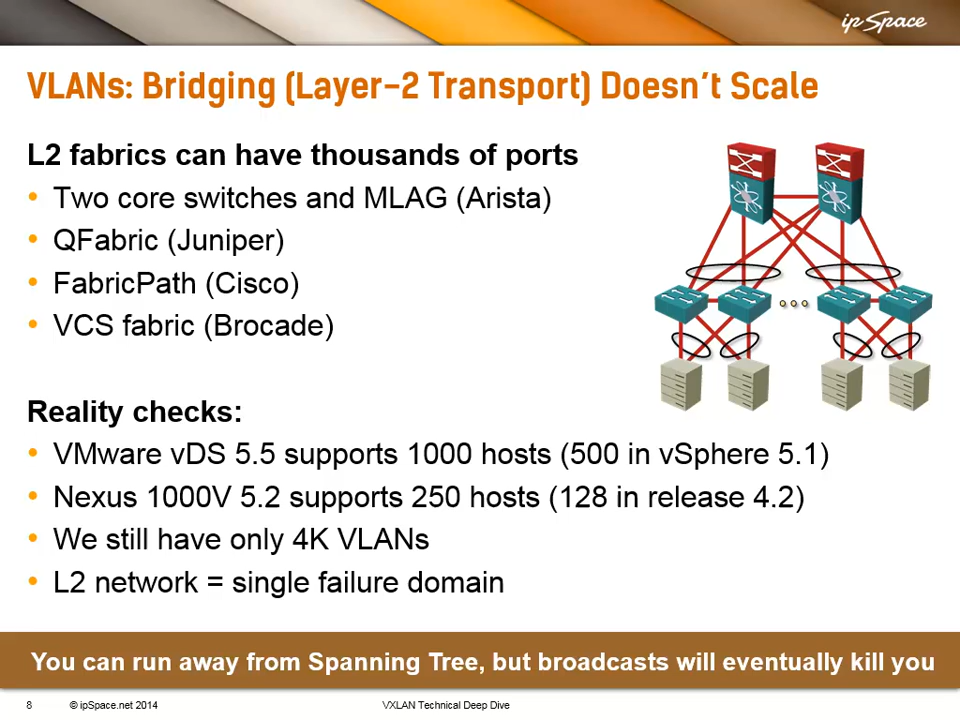 ipSpace
VLANs: Bridging (Layer-2 Transport) Doesn't Scale
L2 fabrics can have thousands of ports
• Two core switches and MLAG (Arista)
• QFabric (Juniper)
• FabricPath (Cisco)
• VCS fabric (Brocade)
Reality checks:
• VMware vDS 5.5 supports 1000 hosts (500 in vSphere 5.1)
• Nexus 1000V 5.2 supports 250 hosts (128 in release 4.2)
• We still have only 4K VLANs
• L2 network = single failure domain
You can run away from Spanning Tree, but broadcasts will eventually kill you
8 © ipSpace.net 2014 VXLAN Technical Deep Dive